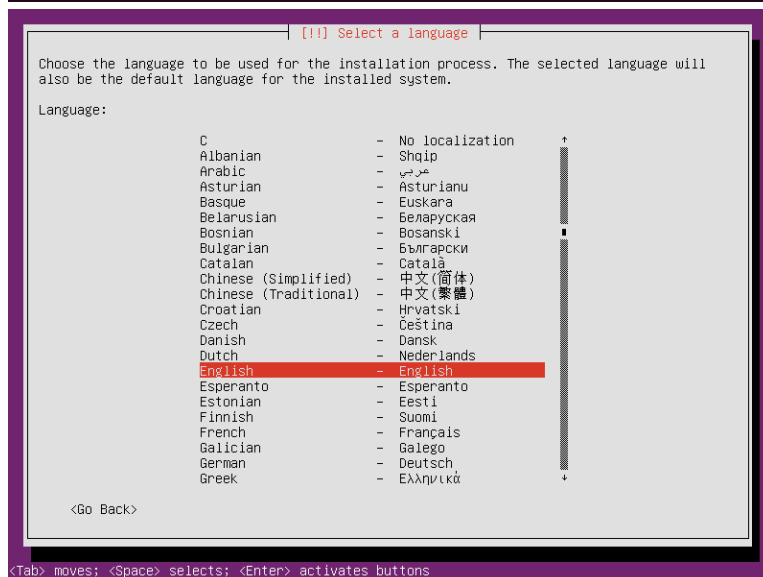 [!!] Select a language
Choose the language to be used for the installation process. The selected language will
also be the default language for the installed system.
Language:
C - No localization
Albanian - Shqip
Arabic - عربي
Asturian - Asturianu
Basque - Euskara
Belarusian - Беларуская
Bosnian - Bosanski
Bulgarian - Български
Catalan - Català
Chinese (Simplified) - 中文(简体)
Chinese (Traditional) - 中文(繁體)
Croatian - Hrvatski
Czech - Čeština
Danish - Dansk
Dutch - Nederlands
English - English
Esperanto - Esperanto
Estonian - Eesti
Finnish - Suomi
French - Français
Galician - Galego
German - Deutsch
Greek - Ελληνικά
<Go Back>
<Tab> moves; <Space> selects; <Enter> activates buttons